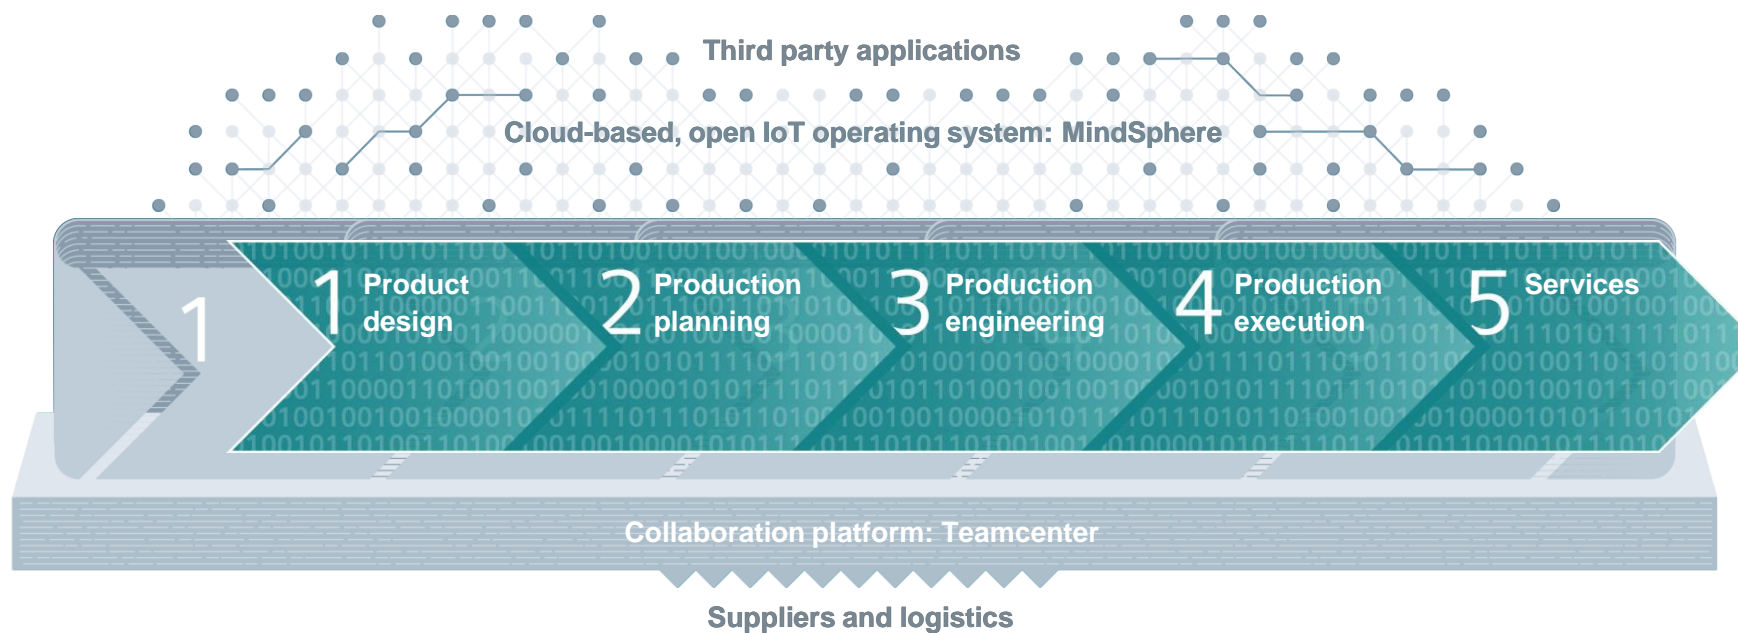 Third party applications
Cloud-based, open IoT operating system: MindSphere
1
1 Product
design
2 Production
planning
3 Production
engineering
4 Production
execution
5 Services
Collaboration platform: Teamcenter
Suppliers and logistics